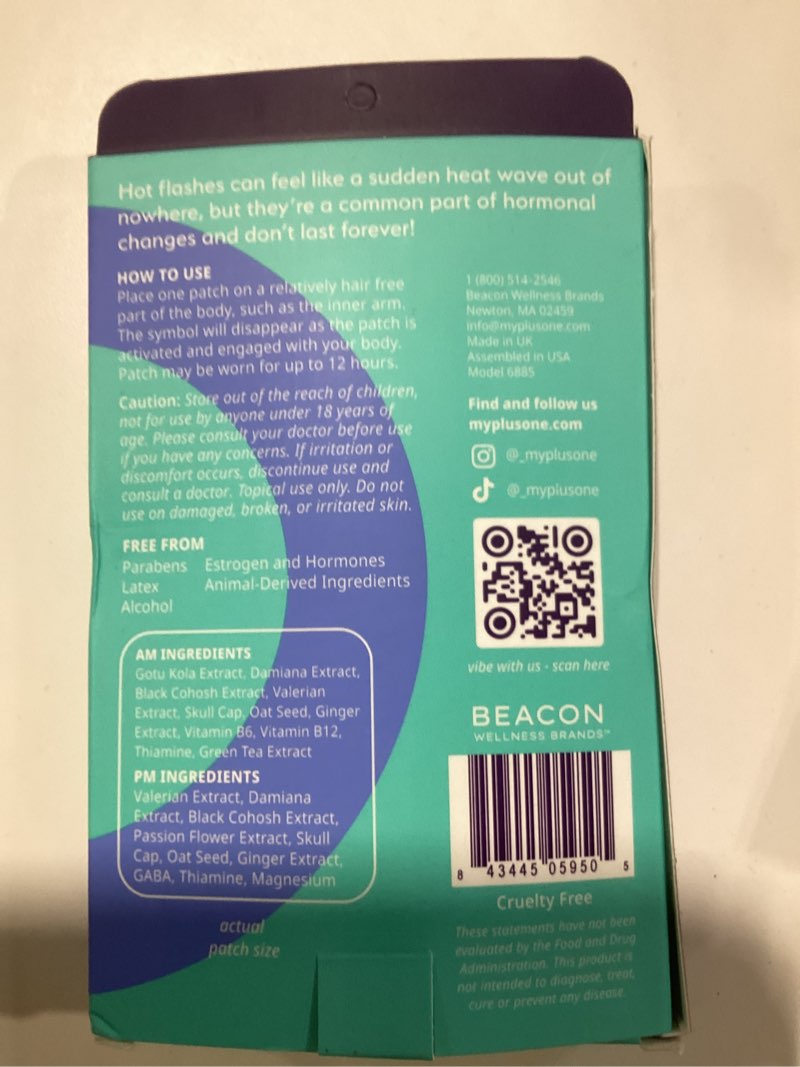 Hot flashes can feel like a sudden heat wave out of
nowhere, but they're a common part of hormonal
changes and don't last forever!
HOW TO USE
Place one patch on a relatively hair free
part of the body, such as the inner arm.
The symbol will disappear as the patch is
activated and engaged with your body.
Patch may be worn for up to 12 hours.
Caution: Store out of the reach of children,
not for use by anyone under 18 years of
age. Please consult your doctor before use
if you have any concerns. If irritation or
discomfort occurs, discontinue use and
consult a doctor. Topical use only. Do not
use on damaged, broken, or irritated skin.
FREE FROM
Parabens Estrogen and Hormones
Latex Animal-Derived Ingredients
Alcohol
AM INGREDIENTS
Gotu Kola Extract, Damiana Extract,
Black Cohosh Extract, Valerian
Extract, Skull Cap, Oat Seed, Ginger
Extract, Vitamin B6, Vitamin B12,
Thiamine, Green Tea Extract
PM INGREDIENTS
Valerian Extract, Damiana
Extract, Black Cohosh Extract,
Passion Flower Extract, Skull
Cap, Oat Seed, Ginger Extract,
GABA, Thiamine, Magnesium
actual
patch size
1 (800) 514-2546
Beacon Wellness Brands
Newton, MA 02459
info@myplusone.com
Made in UK
Assembled in USA
Model 6885
Find and follow us
myplusone.com
@_myplusone
@_myplusone
vibe with us - scan here
BEACON
WELLNESS BRANDS™
8 43445 05950 5
Cruelty Free
These statements have not been
evaluated by the Food and Drug
Administration. This product is
not intended to diagnose, treat,
cure or prevent any disease.